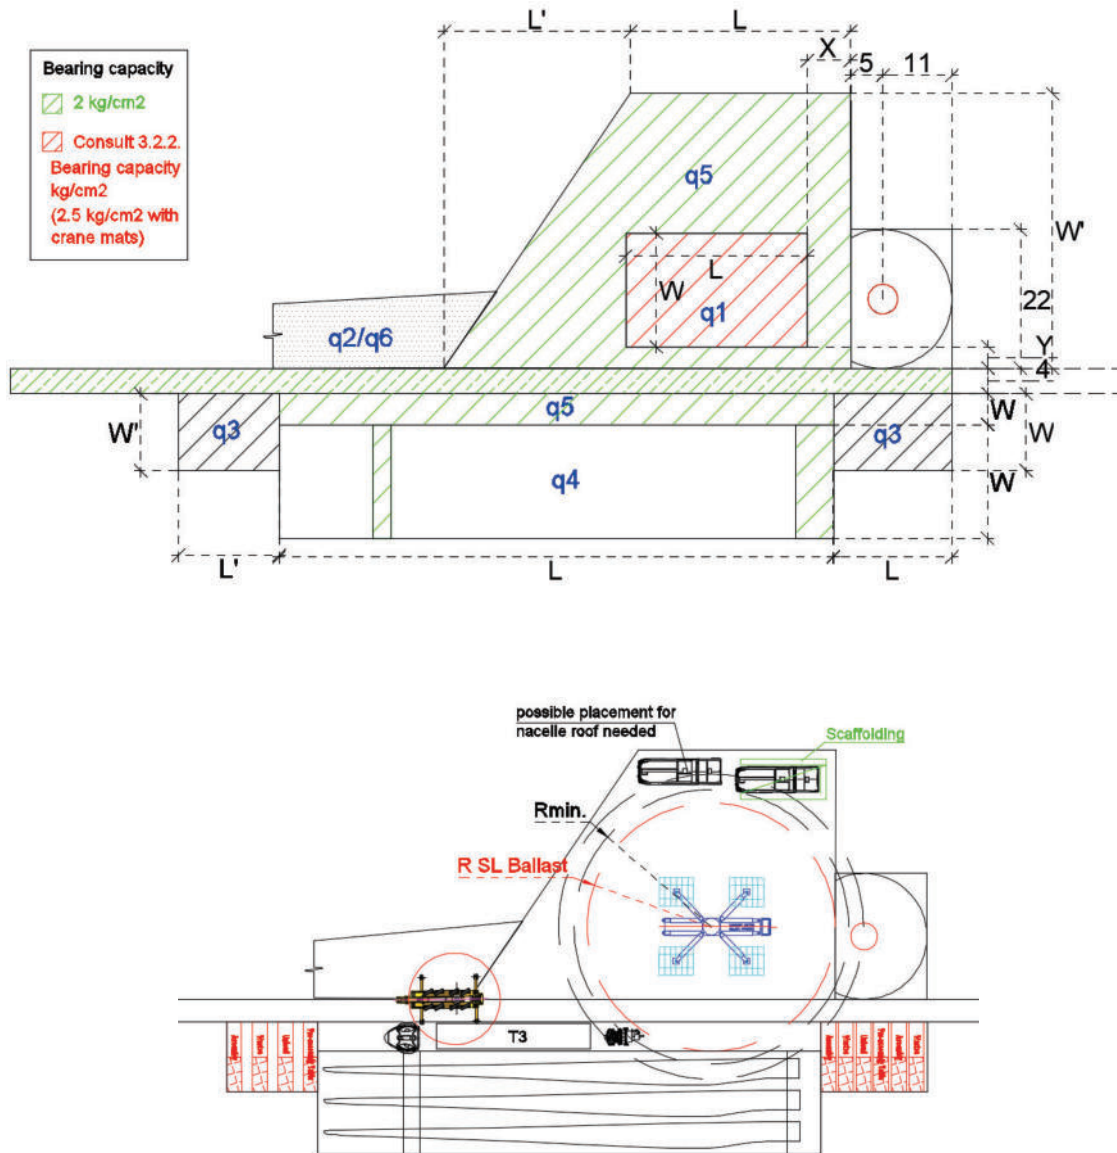 L'
L
X
5
11
Bearing capacity
2 kg/cm2
Consult 3.2.2.
Bearing capacity
kg/cm2
(2.5 kg/cm2 with
crane mats)
q5
W'
L
W
q1
22
q2/q6
Y
4
q5
W'
q3
q3
W
W
q4
W
L'
L
L
possible placement for
nacelle roof needed
Scaffolding
Rmin.
R SL Ballast
T3